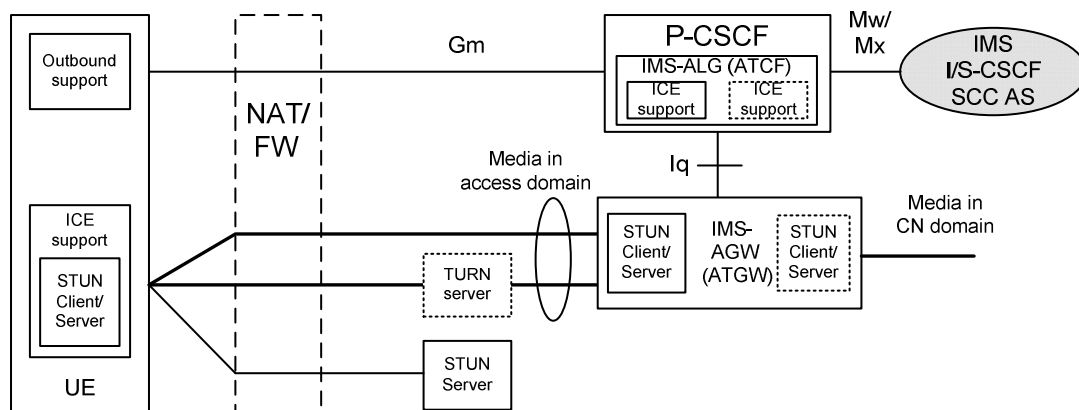 Outbound
support
NAT/
FW
Gm
P-CSCF
IMS-ALG (ATCF)
ICE
support
ICE
support
Mw/
Mx
IMS
I/S-CSCF
SCC AS
Iq
Media in
access domain
Media in
CN domain
ICE
support
STUN
Client/
Server
UE
TURN
server
STUN
Server
STUN
Client/
Server
IMS-
AGW
(ATGW)
STUN
Client/
Server